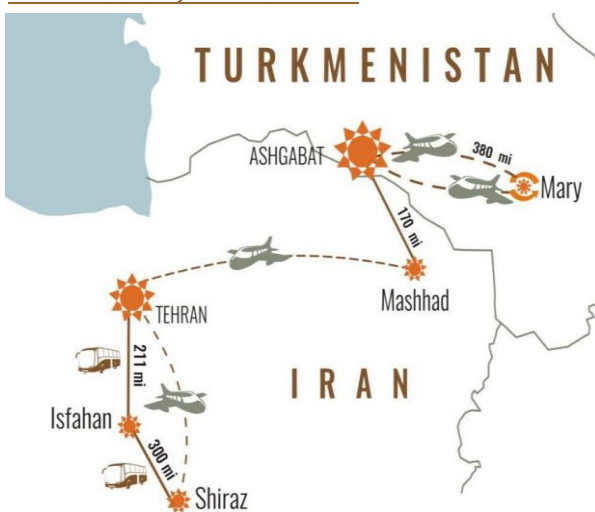 TURKMENISTAN
ASHGABAT
380 mi
Mary
170 mi
Mashhad
TEHRAN
211 mi
IRAN
Isfahan
300 mi
Shiraz